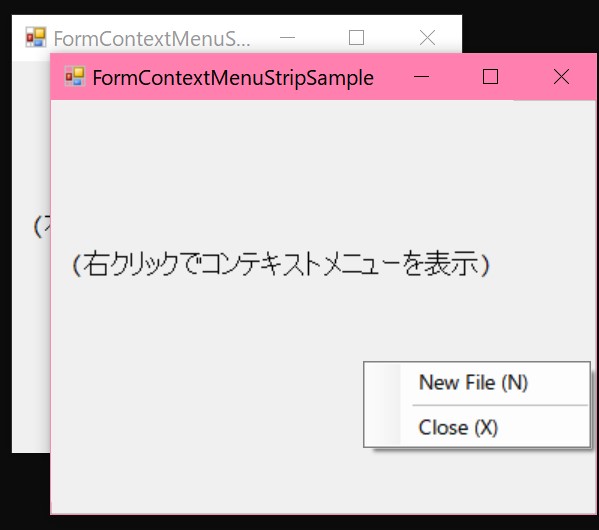 FormContextMenuS...
FormContextMenuStripSample
(右クリックでコンテキストメニューを表示)
New File (N)
Close (X)